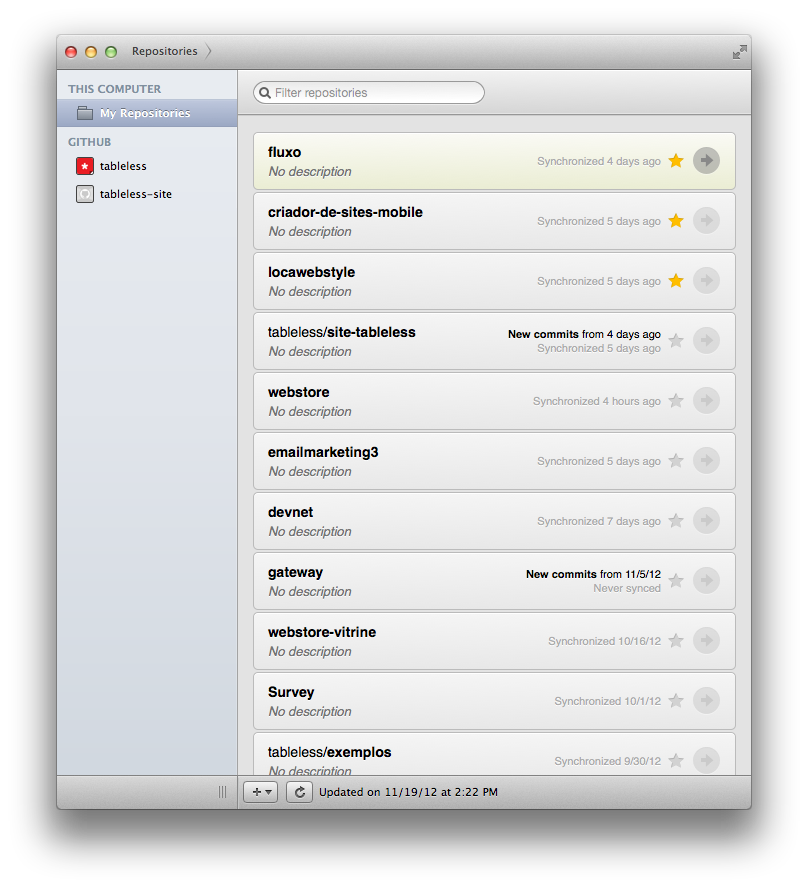 Repositories
THIS COMPUTER
My Repositories
GITHUB
tableless
tableless-site
Filter repositories
fluxo
No description
Synchronized 4 days ago
criador-de-sites-mobile
No description
Synchronized 5 days ago
locawebstyle
No description
Synchronized 5 days ago
tableless/site-tableless
No description
New commits from 4 days ago
Synchronized 5 days ago
webstore
No description
Synchronized 4 hours ago
emailmarketing3
No description
Synchronized 5 days ago
devnet
No description
Synchronized 7 days ago
gateway
No description
New commits from 11/5/12
Never synced
webstore-vitrine
No description
Synchronized 10/16/12
Survey
No description
Synchronized 10/1/12
tableless/exemplos
No description
Synchronized 9/30/12
Updated on 11/19/12 at 2:22 PM